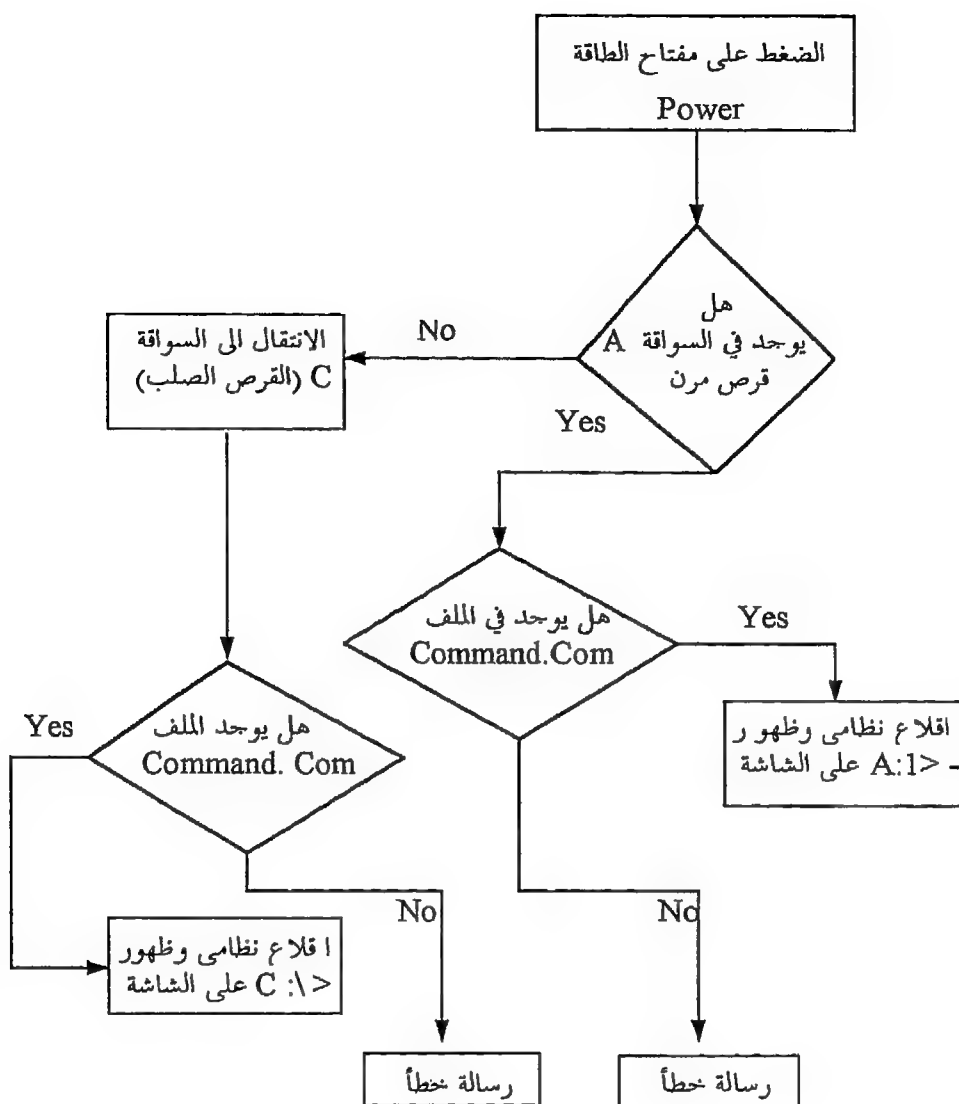 الضغط على مفتاح الطاقة
Power
هل
يوجد في السواقة A
قرص مرن
No
الانتقال الى السواقة
C (القرص الصلب)
Yes
هل يوجد في الملف
Command.Com
Yes
اقلاع نظامى وظهو ر
A:1> على الشاشة
Yes
هل يوجد الملف
Command. Com
No
No
ا قلاع نظامى وظهور
C :\> على الشاشة
رسالة خطأ
رسالة خطأ